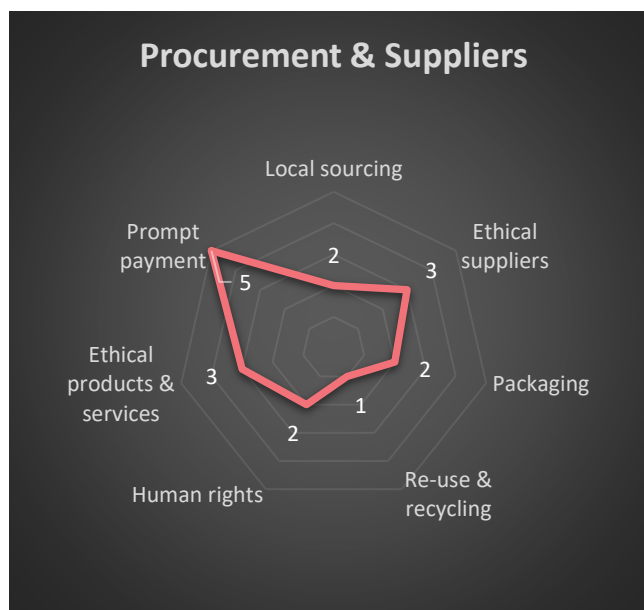 Procurement & Suppliers
Local sourcing
Prompt
payment
Ethical
suppliers
2
3
5
Ethical
products &
services
3
2
Packaging
1
2
Human rights
Re-use &
recycling